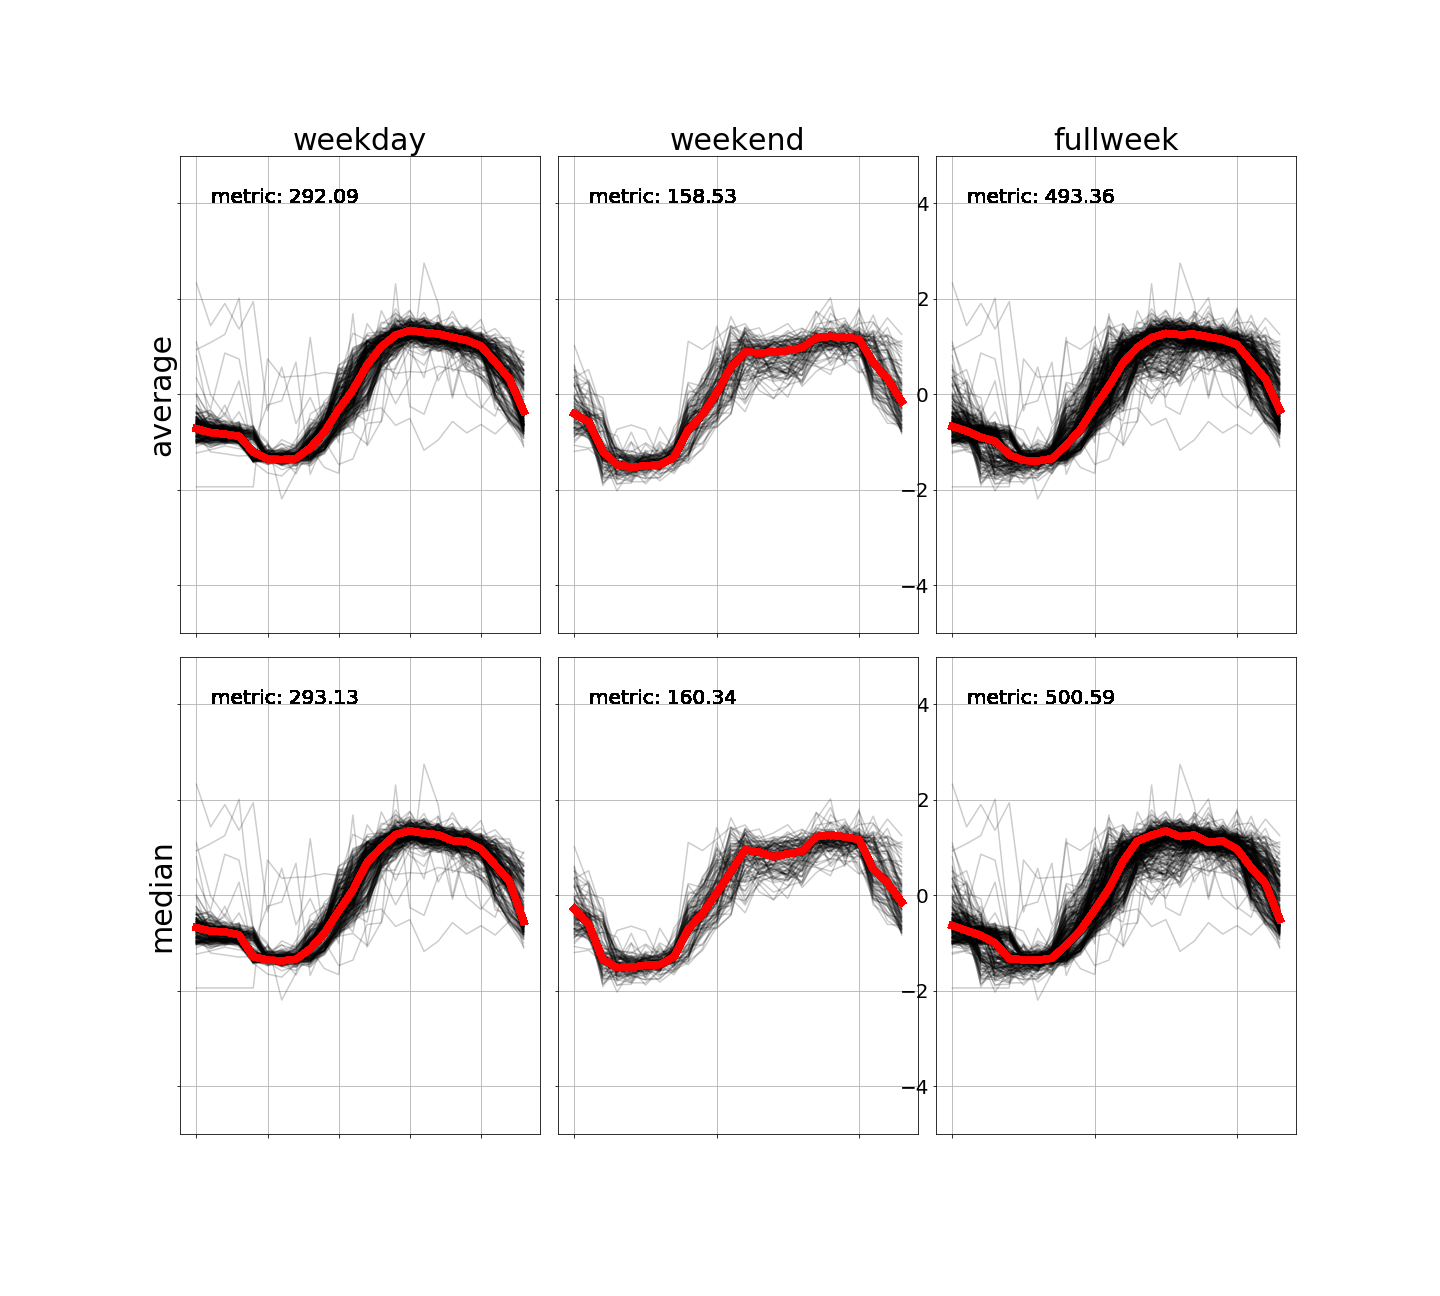 weekday weekend fullweek
metric: 292.09 metric: 158.53 metric: 493.36
4
2
average
0
−2
−4
metric: 293.13 metric: 160.34 metric: 500.59
4
2
median
0
−2
−4